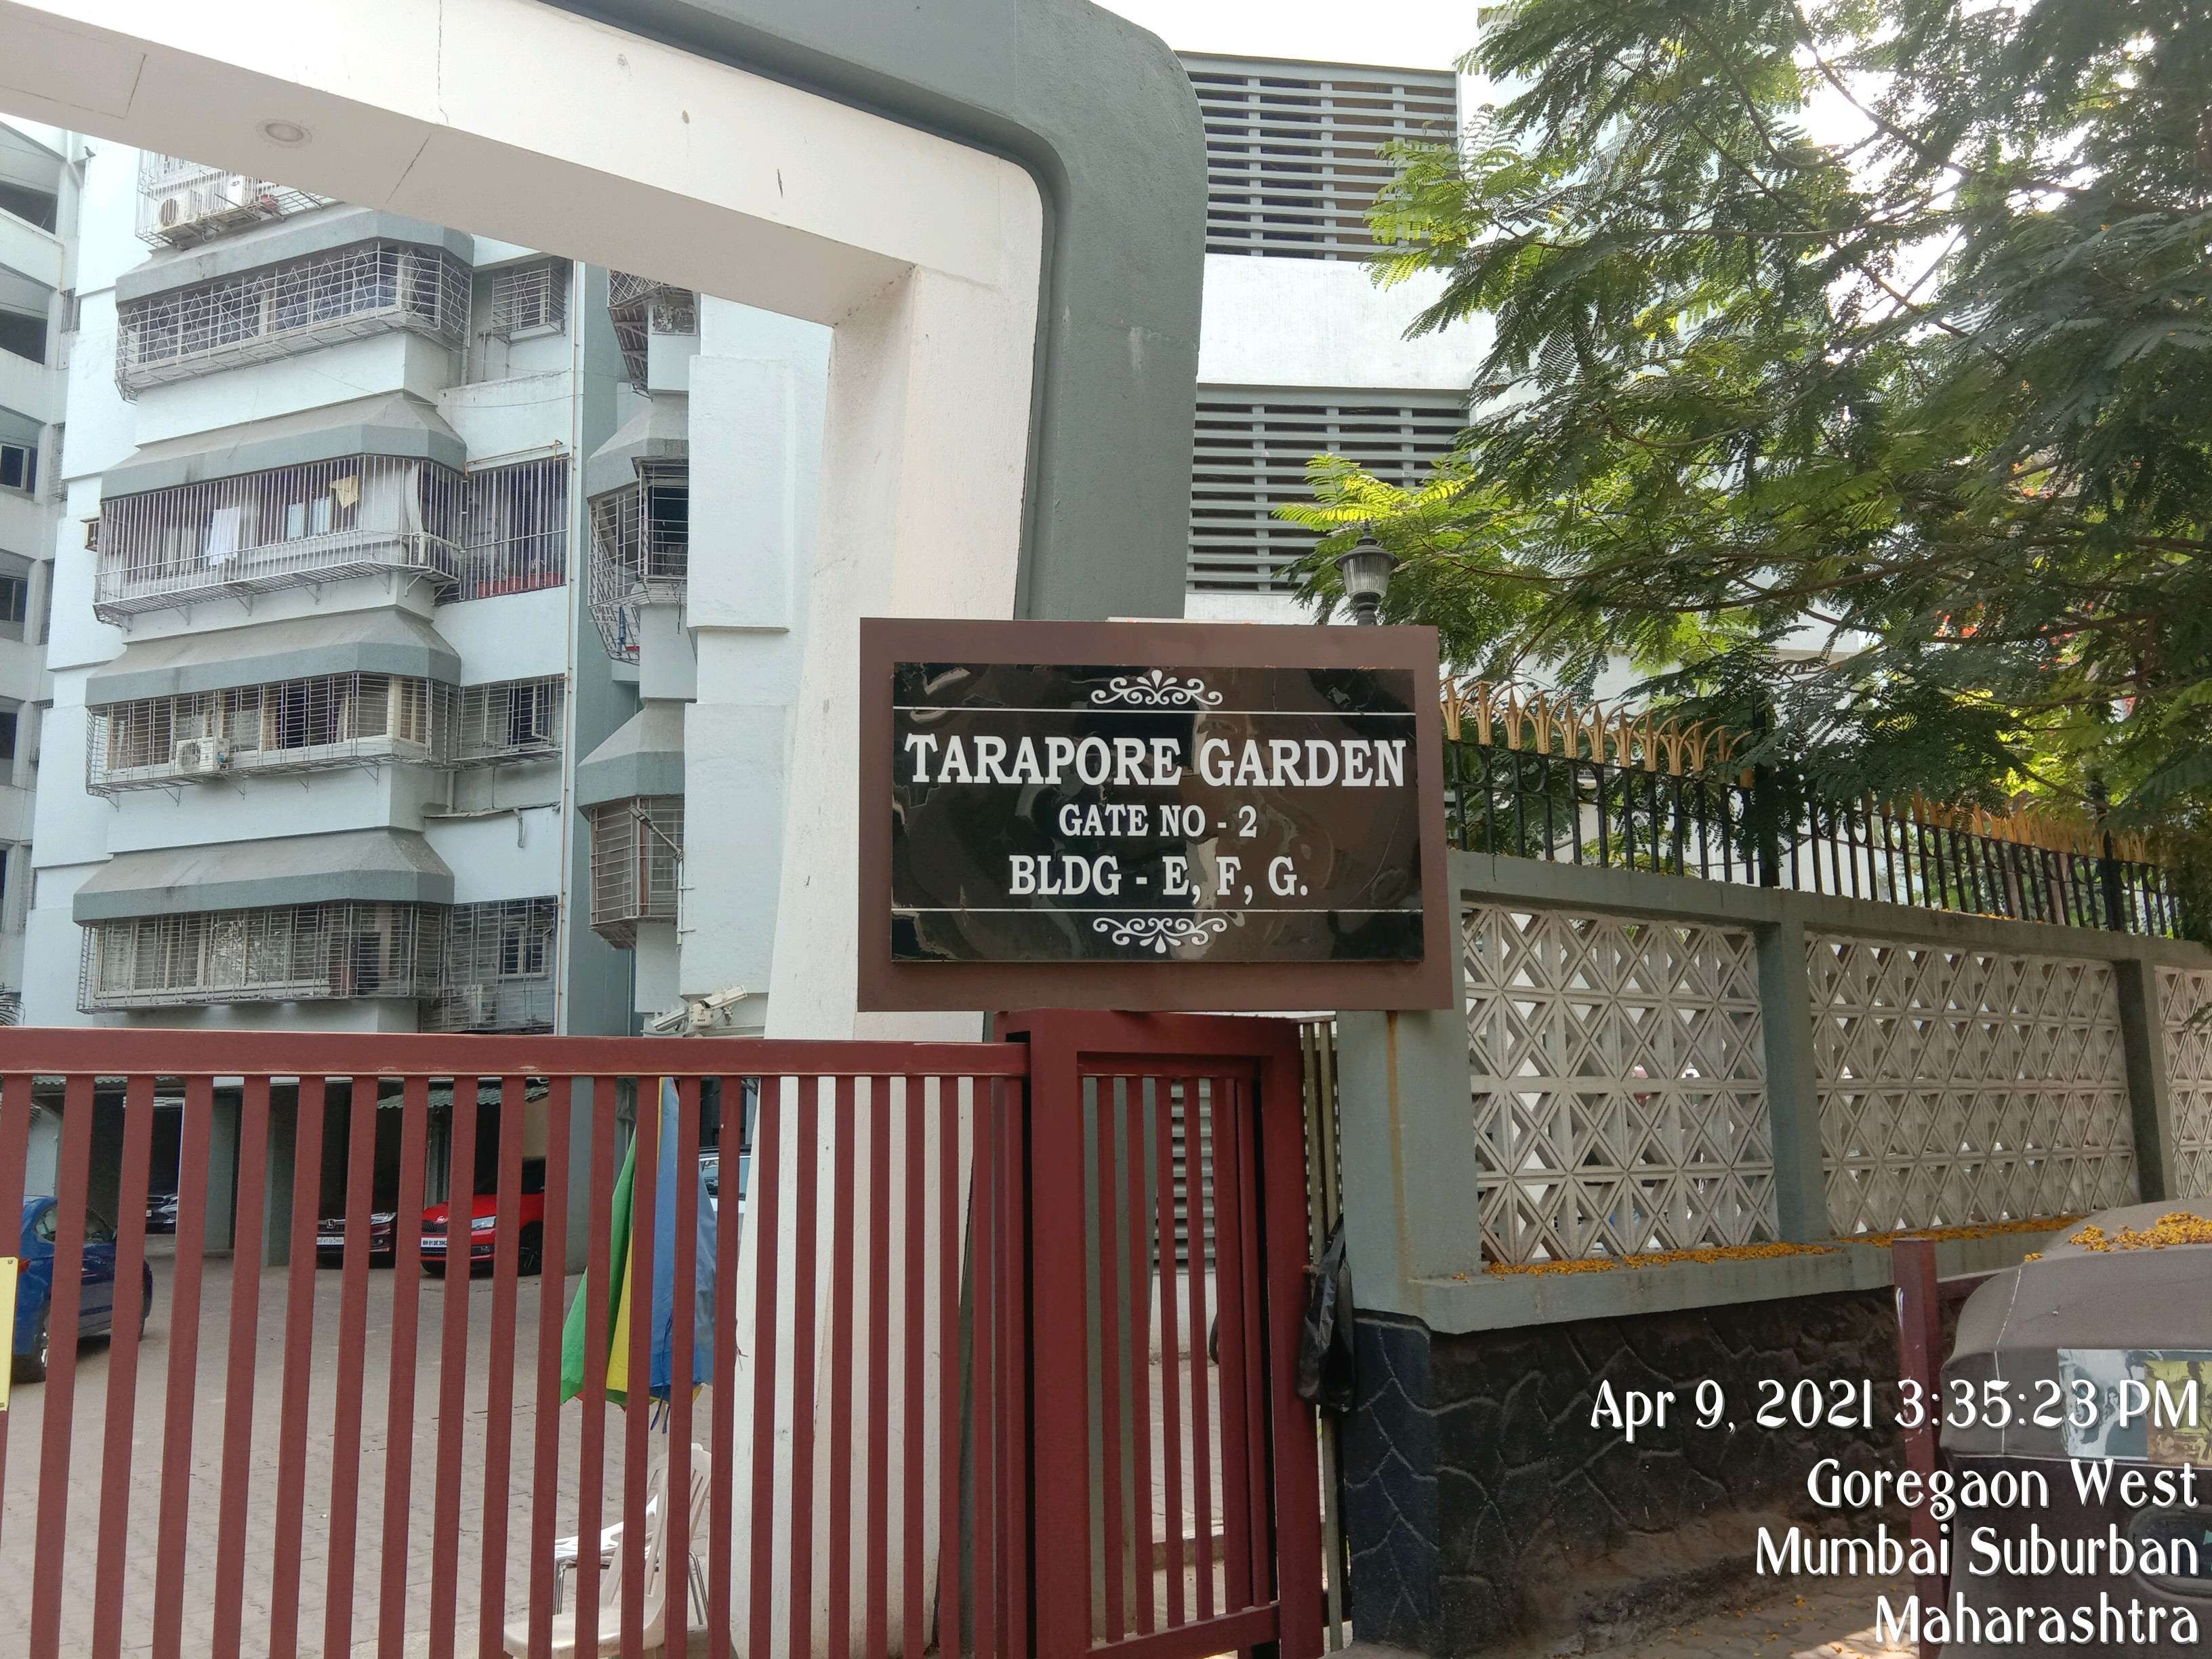 TARAPORE GARDEN
GATE NO - 2
BLDG - E, F, G.
Apr 9, 2021 3:35:23 PM
Goregaon West
Mumbai Suburban
Maharashtra